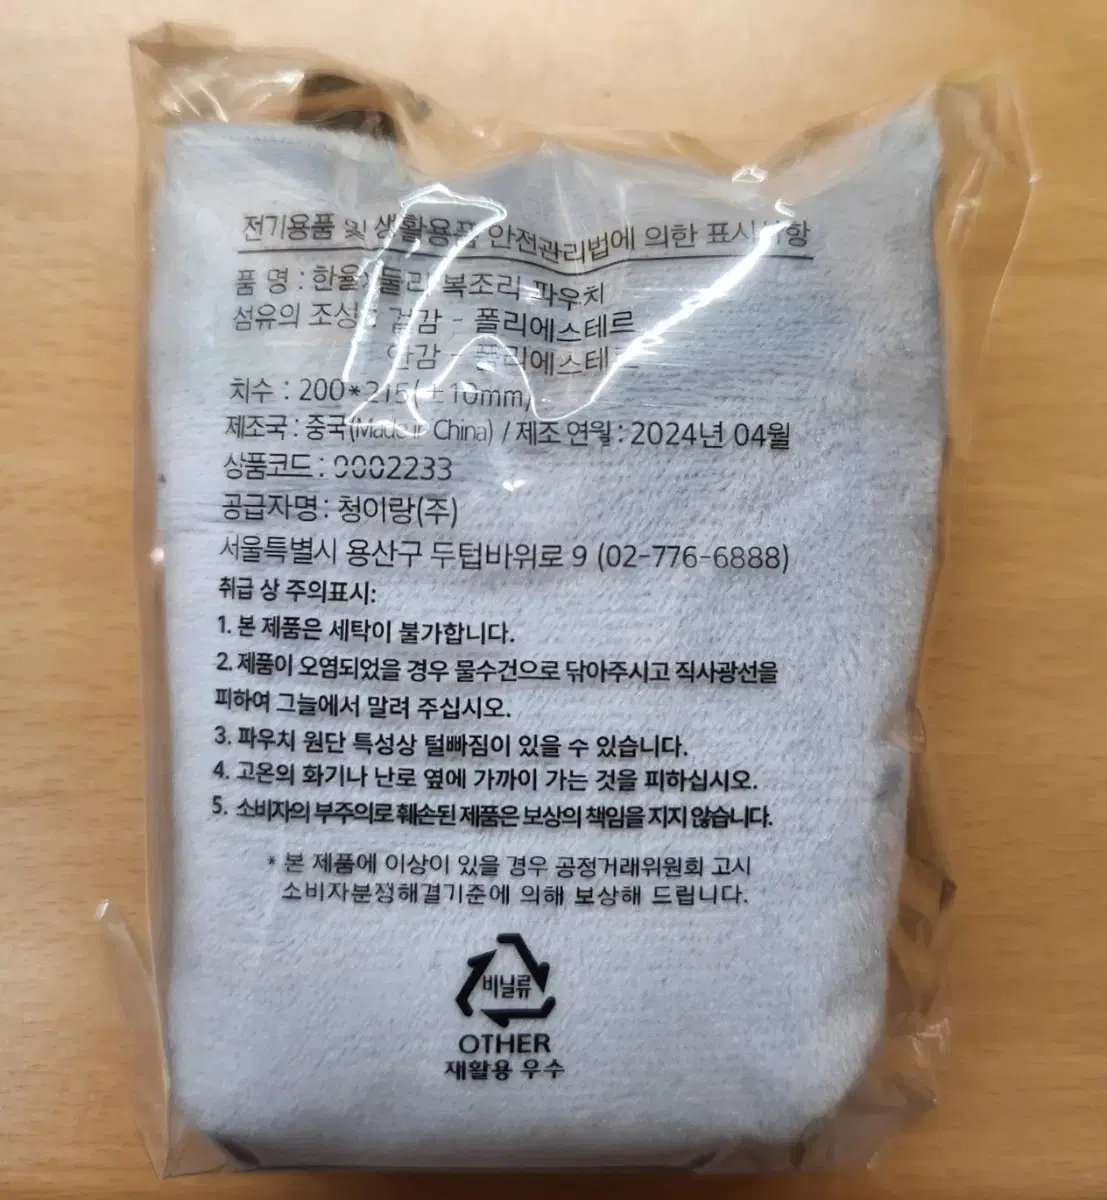 전기용품 및 생활용품 안전관리법에 의한 표시사항
품 명 : 한율x둘리 복조리 파우치
섬유의 조성 : 겉감 - 폴리에스테르
안감 - 폴리에스테르
치수 : 200*215(±10mm)
제조국 : 중국(Made in China) / 제조 연월 : 2024년 04월
상품코드 : 0002233
공급자명 : 청이랑(주)
서울특별시 용산구 두텁바위로 9 (02-776-6888)
취급 상 주의표시:
1. 본 제품은 세탁이 불가합니다.
2. 제품이 오염되었을 경우 물수건으로 닦아주시고 직사광선을
피하여 그늘에서 말려 주십시오.
3. 파우치 원단 특성상 털빠짐이 있을 수 있습니다.
4. 고온의 화기나 난로 옆에 가까이 가는 것을 피하십시오.
5. 소비자의 부주의로 훼손된 제품은 보상의 책임을 지지 않습니다.
* 본 제품에 이상이 있을 경우 공정거래위원회 고시
소비자분쟁해결기준에 의해 보상해 드립니다.
비닐류
OTHER
재활용 우수